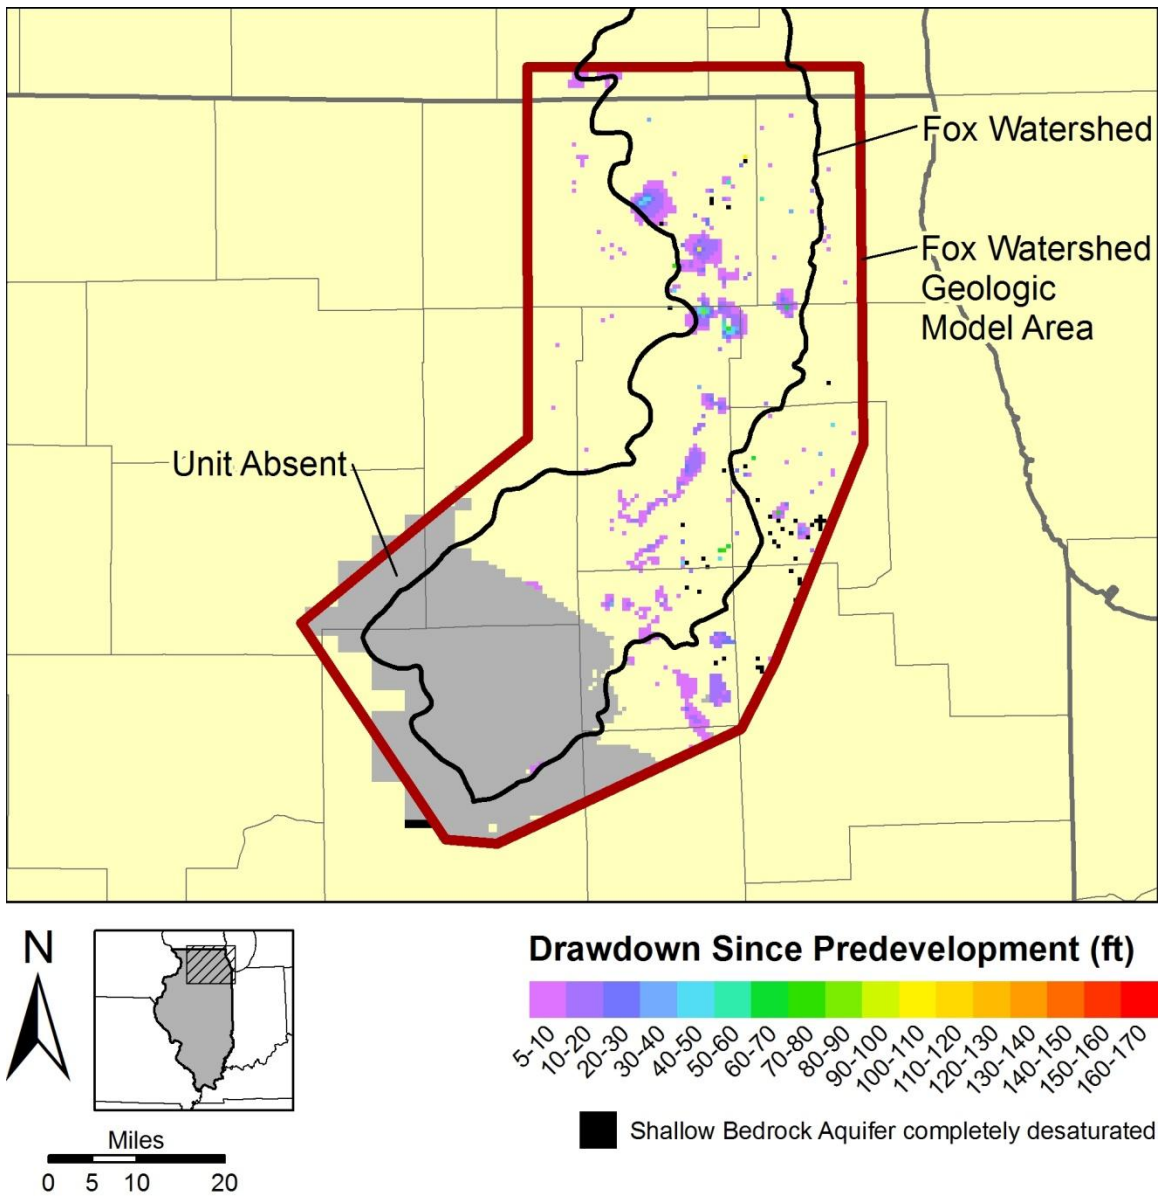 Fox Watershed
Fox Watershed
Geologic
Model Area
Unit Absent
N
Miles
0 5 10 20
Drawdown Since Predevelopment (ft)
5-10 10-20 20-30 30-40 40-50 50-60 60-70 70-80 80-90 90-100 100-110 110-120 120-130 130-140 140-150 150-160 160-170
Shallow Bedrock Aquifer completely desaturated